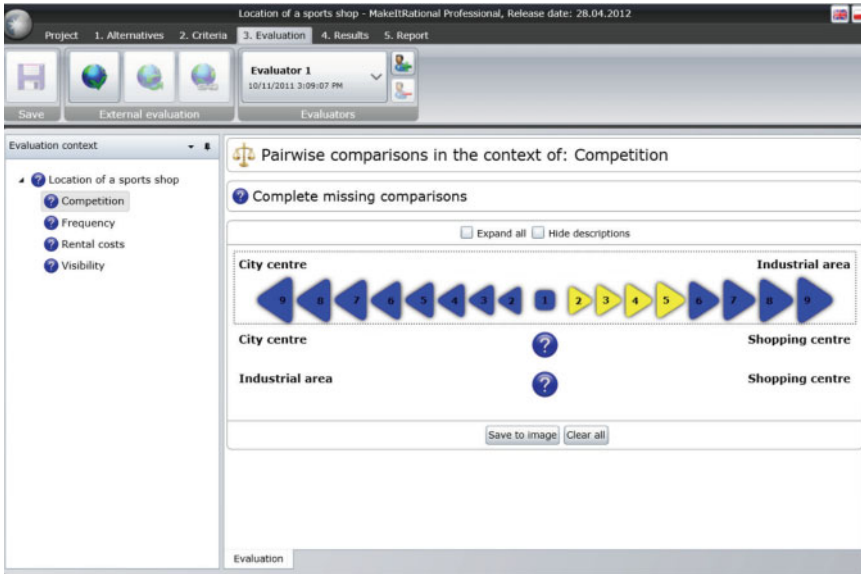 Location of a sports shop - MakeItRational Professional, Release date: 28.04.2012
Project 1. Alternatives 2. Criteria 3. Evaluation 4. Results 5. Report
Evaluator 1
10/11/2011 3:09:07 PM
Save External evaluation Evaluators
Evaluation context
Location of a sports shop
Competition
Frequency
Rental costs
Visibility
Pairwise comparisons in the context of: Competition
? Complete missing comparisons
Expand all Hide descriptions
City centre Industrial area
9 8 7 6 5 4 3 2 1 2 3 4 5 6 7 8 9
City centre ? Shopping centre
Industrial area ? Shopping centre
Save to image Clear all
Evaluation